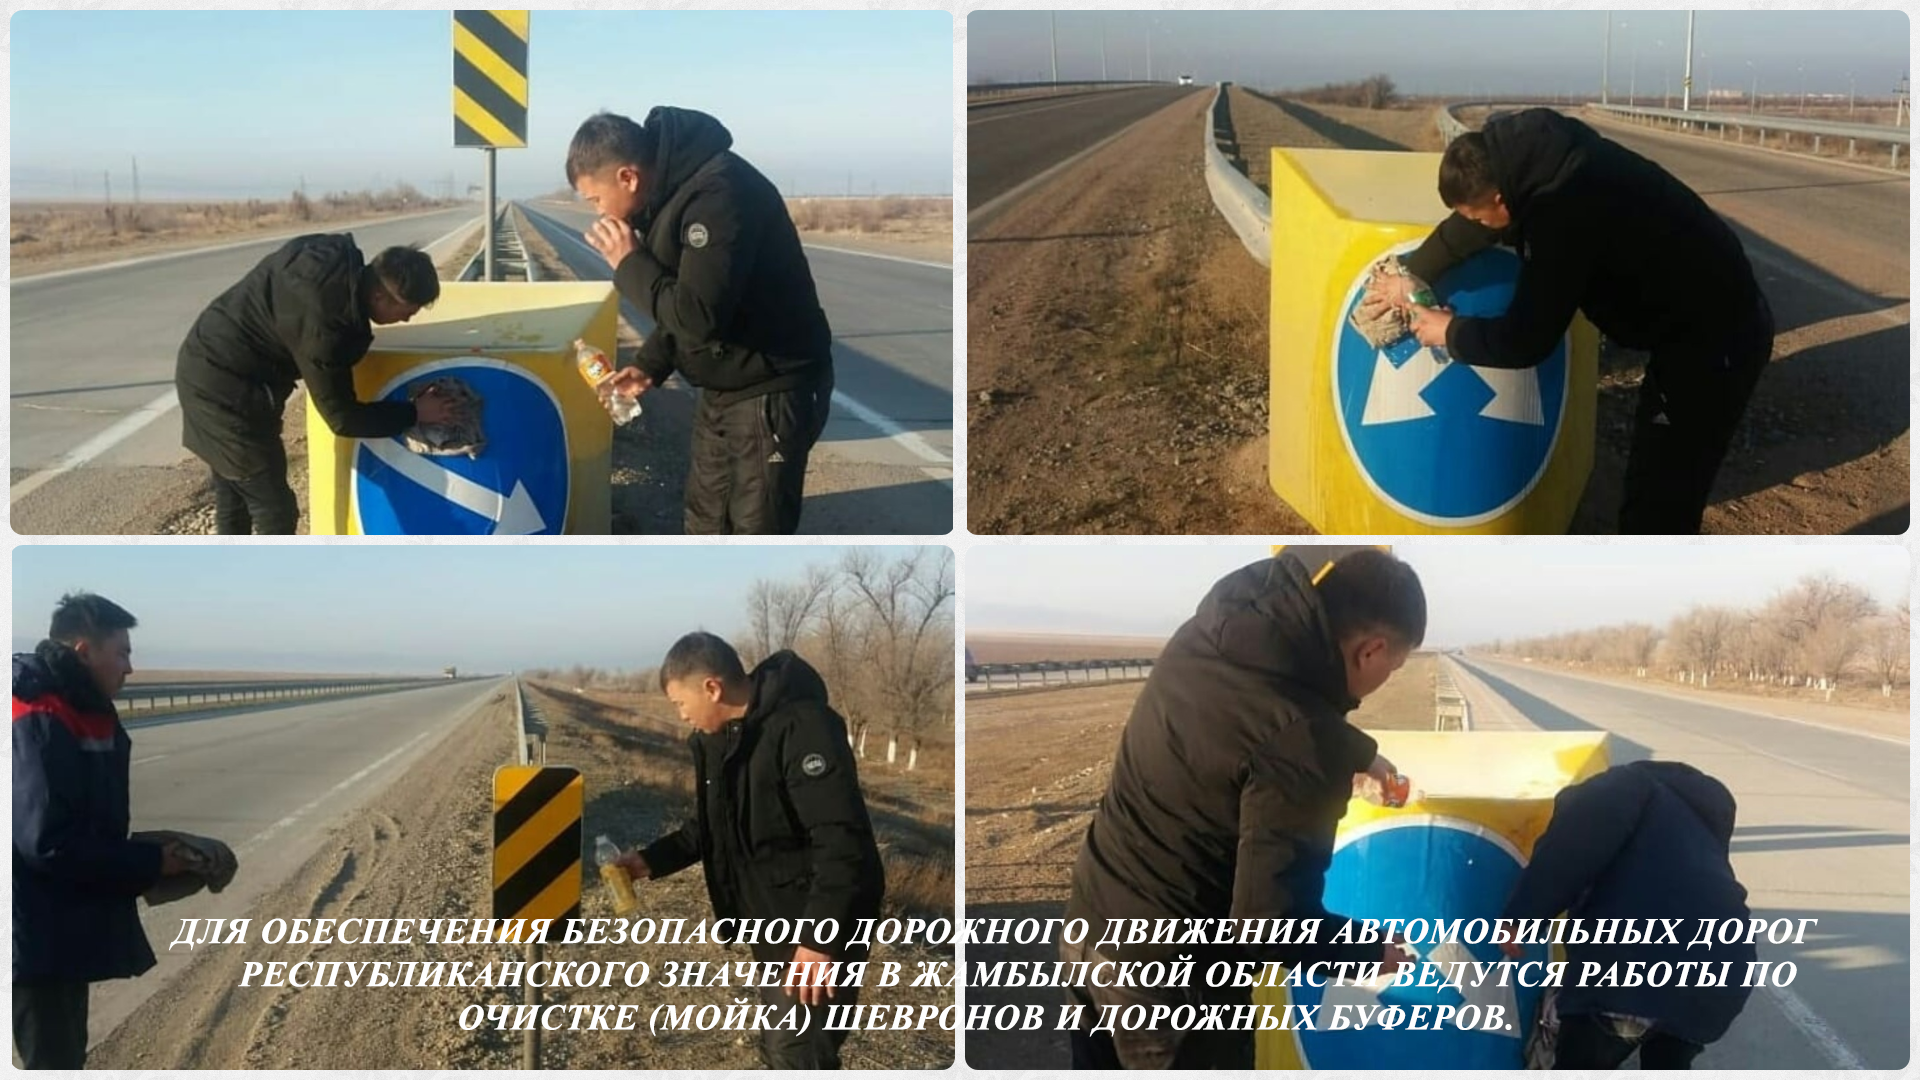 ДЛЯ ОБЕСПЕЧЕНИЯ БЕЗОПАСНОГО ДОРОЖНОГО ДВИЖЕНИЯ АВТОМОБИЛЬНЫХ ДОРОГ
РЕСПУБЛИКАНСКОГО ЗНАЧЕНИЯ В ЖАМБЫЛСКОЙ ОБЛАСТИ ВЕДУТСЯ РАБОТЫ ПО
ОЧИСТКЕ (МОЙКА) ШЕВРОНОВ И ДОРОЖНЫХ БУФЕРОВ.